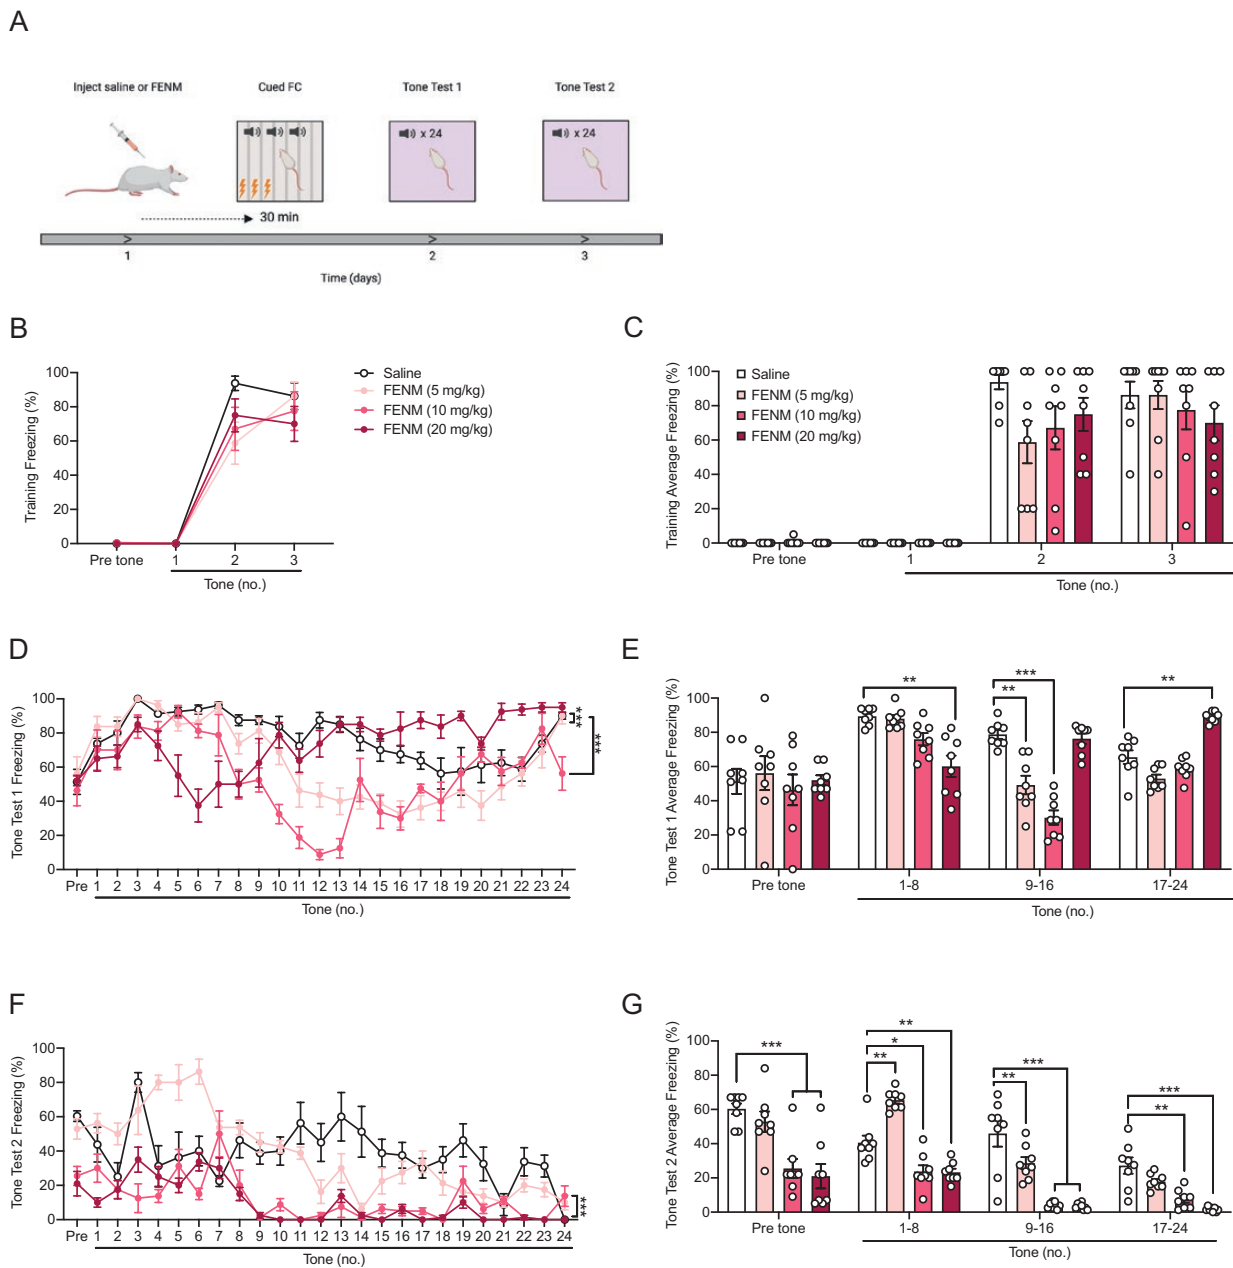 A
Inject saline or FENM
Cued FC
Tone Test 1
Tone Test 2
x 24
x 24
30 min
1
2
3
Time (days)
B
Training Freezing (%)
100
80
60
40
20
0
Pre tone
1
2
3
Tone (no.)
Saline
FENM (5 mg/kg)
FENM (10 mg/kg)
FENM (20 mg/kg)
C
Training Average Freezing (%)
100
80
60
40
20
0
Saline
FENM (5 mg/kg)
FENM (10 mg/kg)
FENM (20 mg/kg)
Pre tone
1
2
3
Tone (no.)
D
Tone Test 1 Freezing (%)
100
80
60
40
20
0
***
***
Pre 1 2 3 4 5 6 7 8 9 10 11 12 13 14 15 16 17 18 19 20 21 22 23 24
Tone (no.)
E
Tone Test 1 Average Freezing (%)
100
80
60
40
20
0
**
***
**
**
Pre tone
1-8
9-16
17-24
Tone (no.)
F
Tone Test 2 Freezing (%)
100
80
60
40
20
0
***
Pre 1 2 3 4 5 6 7 8 9 10 11 12 13 14 15 16 17 18 19 20 21 22 23 24
Tone (no.)
G
Tone Test 2 Average Freezing (%)
100
80
60
40
20
0
***
**
*
**
***
**
***
**
Pre tone
1-8
9-16
17-24
Tone (no.)